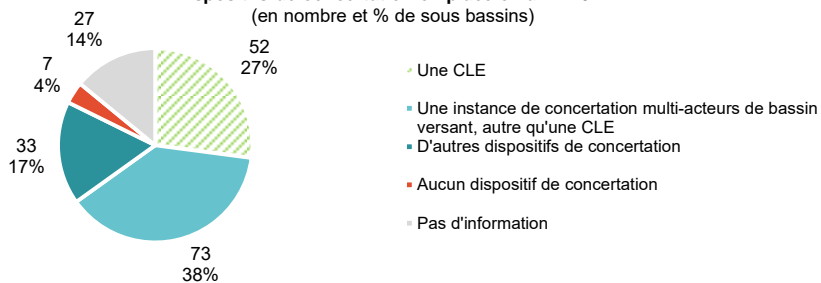 (en nombre et % de sous bassins)
27
14%
52
27%
7
4%
33
17%
73
38%
Une CLE
Une instance de concertation multi-acteurs de bassin
versant, autre qu'une CLE
D'autres dispositifs de concertation
Aucun dispositif de concertation
Pas d'information